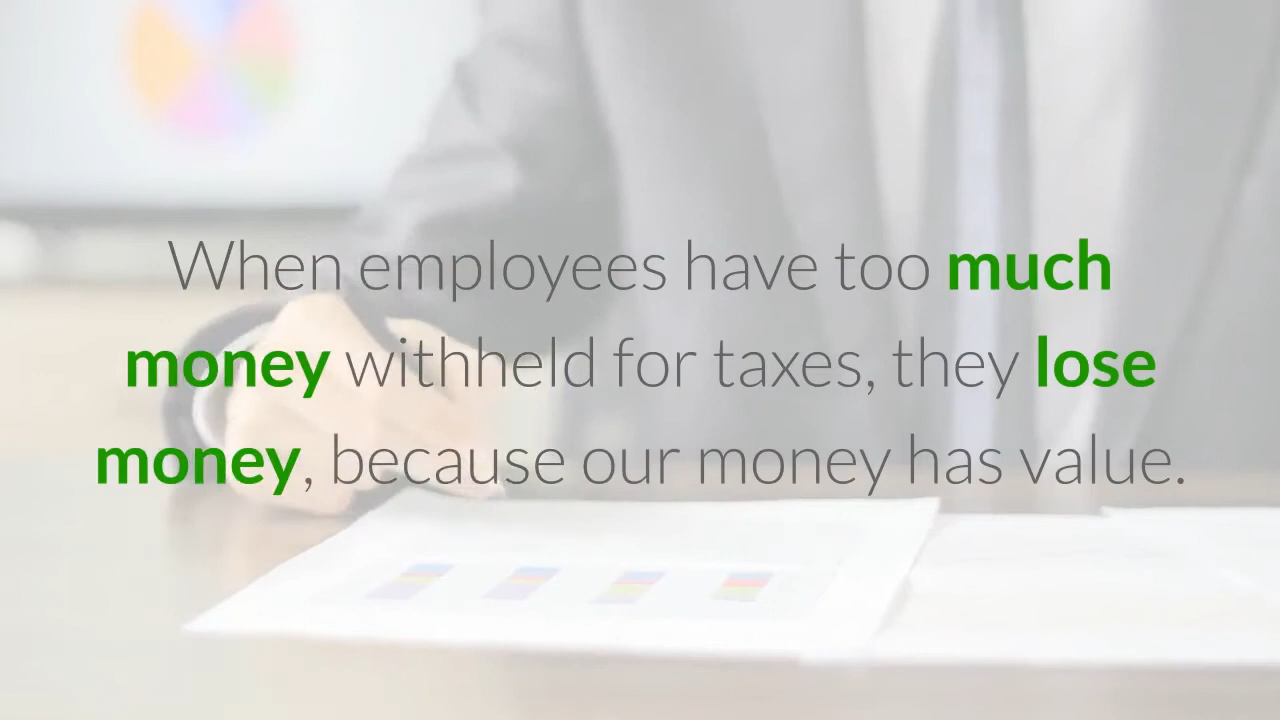 When employees have too much
money withheld for taxes, they lose
money, because our money has value.